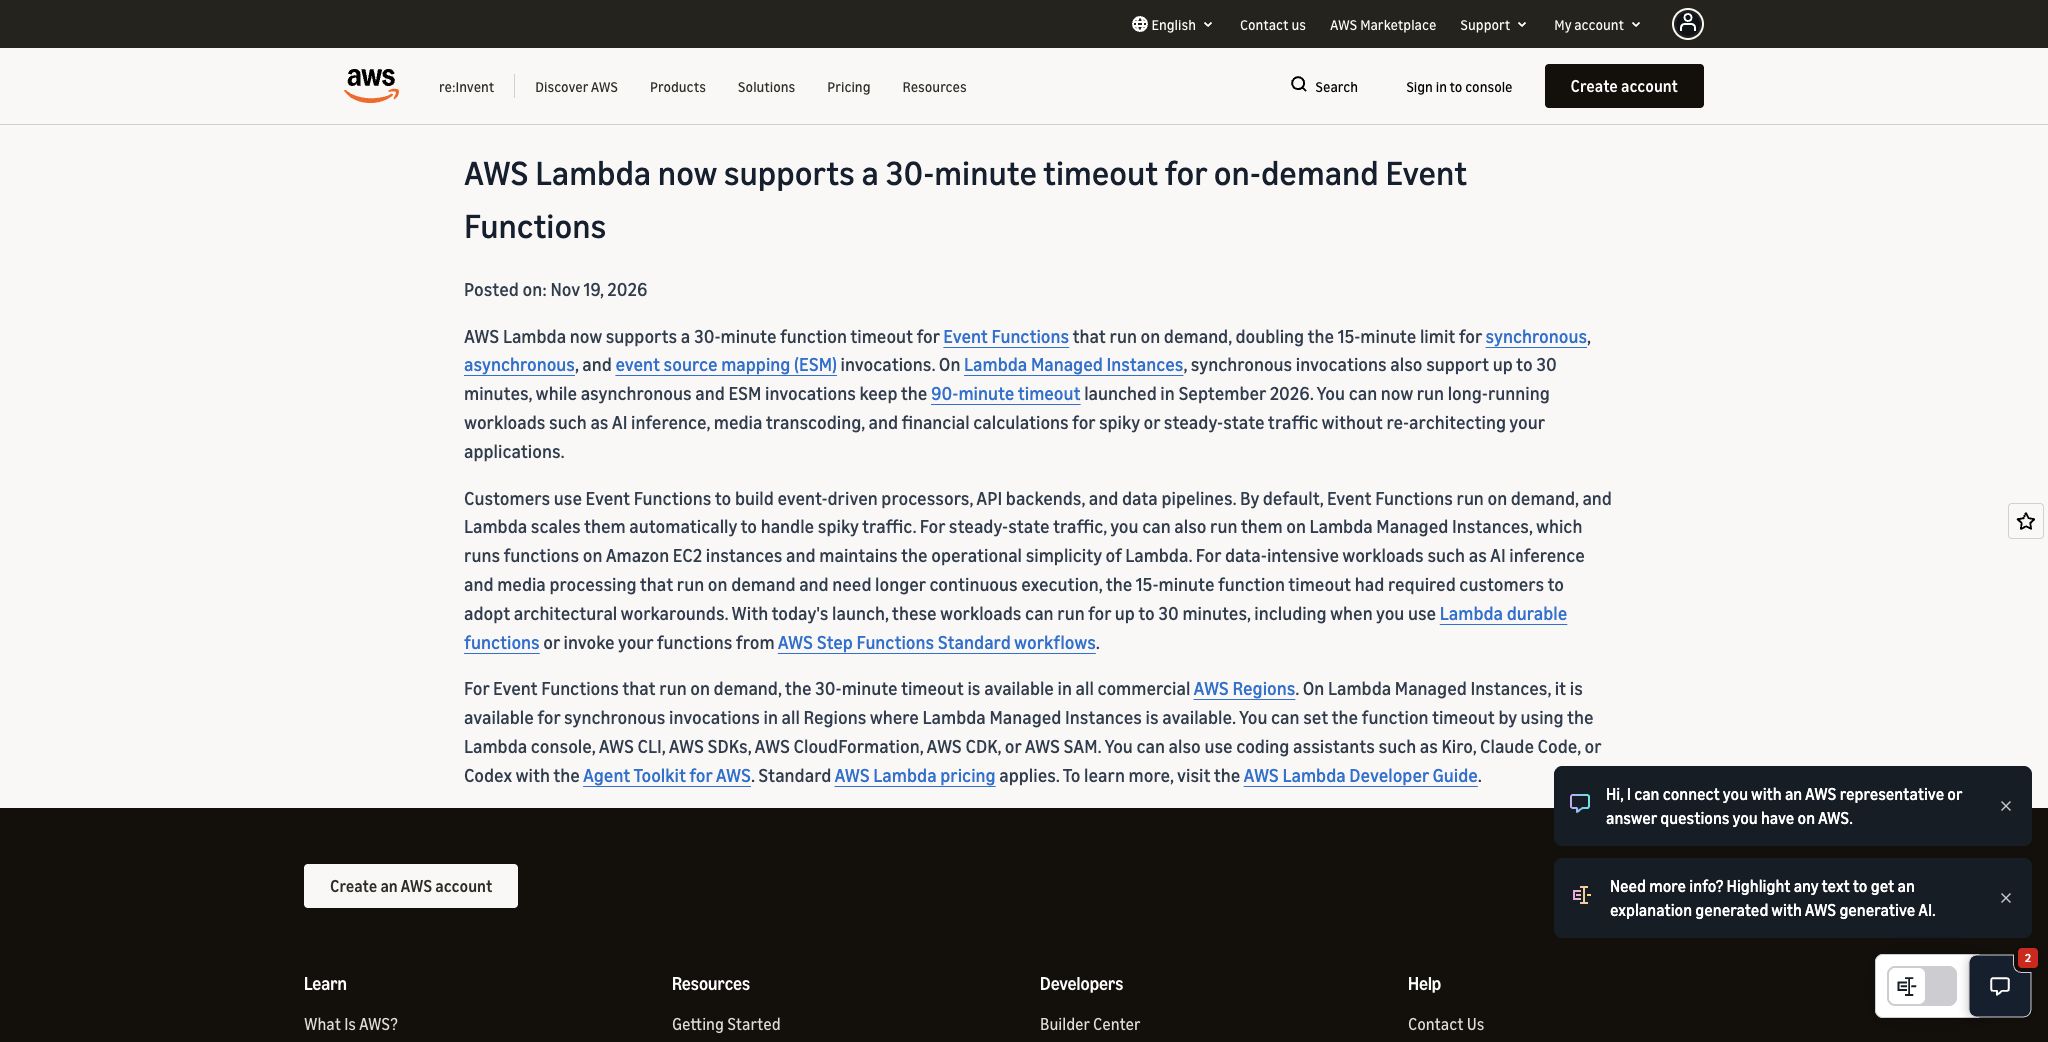 English
Contact us
AWS Marketplace
Support
My account
aws
re:Invent
Discover AWS
Products
Solutions
Pricing
Resources
Search
Sign in to console
Create account
AWS Lambda now supports a 30-minute timeout for on-demand Event
Functions
Posted on: Nov 19, 2026
AWS Lambda now supports a 30-minute function timeout for Event Functions that run on demand, doubling the 15-minute limit for synchronous,
asynchronous, and event source mapping (ESM) invocations. On Lambda Managed Instances, synchronous invocations also support up to 30
minutes, while asynchronous and ESM invocations keep the 90-minute timeout launched in September 2026. You can now run long-running
workloads such as AI inference, media transcoding, and financial calculations for spiky or steady-state traffic without re-architecting your
applications.
Customers use Event Functions to build event-driven processors, API backends, and data pipelines. By default, Event Functions run on demand, and
Lambda scales them automatically to handle spiky traffic. For steady-state traffic, you can also run them on Lambda Managed Instances, which
runs functions on Amazon EC2 instances and maintains the operational simplicity of Lambda. For data-intensive workloads such as AI inference
and media processing that run on demand and need longer continuous execution, the 15-minute function timeout had required customers to
adopt architectural workarounds. With today's launch, these workloads can run for up to 30 minutes, including when you use Lambda durable
functions or invoke your functions from AWS Step Functions Standard workflows.
For Event Functions that run on demand, the 30-minute timeout is available in all commercial AWS Regions. On Lambda Managed Instances, it is
available for synchronous invocations in all Regions where Lambda Managed Instances is available. You can set the function timeout by using the
Lambda console, AWS CLI, AWS SDKs, AWS CloudFormation, AWS CDK, or AWS SAM. You can also use coding assistants such as Kiro, Claude Code, or
Codex with the Agent Toolkit for AWS. Standard AWS Lambda pricing applies. To learn more, visit the AWS Lambda Developer Guide.
Hi, I can connect you with an AWS representative or
answer questions you have on AWS.
Create an AWS account
Need more info? Highlight any text to get an
explanation generated with AWS generative AI.
2
Learn
Resources
Developers
Help
What Is AWS?
Getting Started
Builder Center
Contact Us